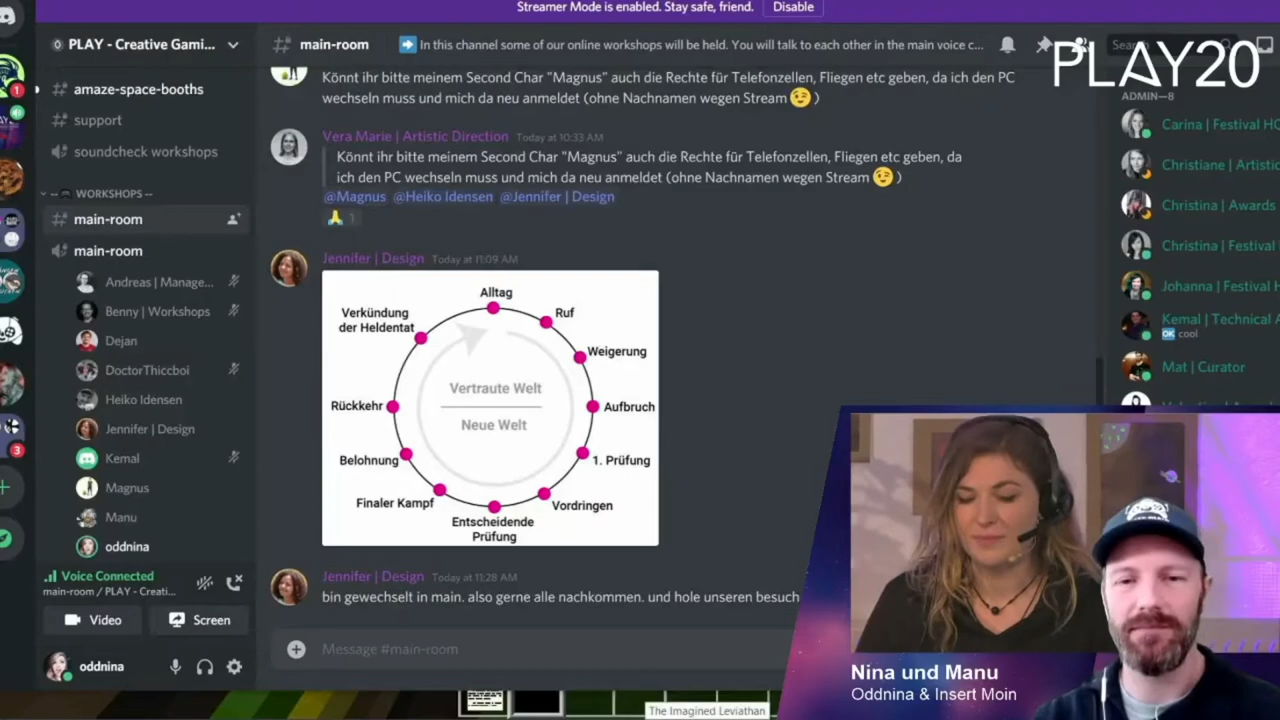 Streamer Mode is enabled. Stay safe, friend. Disable
PLAY - Creative Gami...
main-room
In this channel some of our online workshops will be held. You will talk to each other in the main voice c...
Search
PLAY20
1
3
amaze-space-booths
support
soundcheck workshops
WORKSHOPS --
main-room
main-room
Andreas | Manage...
Benny | Workshops
Dejan
DoctorThiccboi
Heiko Idensen
Jennifer | Design
Kemal
Magnus
Manu
oddnina
Voice Connected
main-room / PLAY - Creati...
Video
Screen
oddnina
Könnt ihr bitte meinem Second Char "Magnus" auch die Rechte für Telefonzellen, Fliegen etc geben, da ich den PC
wechseln muss und mich da neu anmeldet (ohne Nachnamen wegen Stream 😉 )
Vera Marie | Artistic Direction Today at 10:33 AM
Könnt ihr bitte meinem Second Char "Magnus" auch die Rechte für Telefonzellen, Fliegen etc geben, da
ich den PC wechseln muss und mich da neu anmeldet (ohne Nachnamen wegen Stream 😉 )
@Magnus @Heiko Idensen @Jennifer | Design
🙏 1
Jennifer | Design Today at 11:09 AM
Alltag
Ruf
Weigerung
Aufbruch
1. Prüfung
Vordringen
Entscheidende
Prüfung
Finaler Kampf
Belohnung
Rückkehr
Verkündung
der Heldentat
Vertraute Welt
Neue Welt
Jennifer | Design Today at 11:28 AM
bin gewechselt in main. also gerne alle nachkommen. und hole unseren besuch
Message #main-room
ADMIN—8
Carina | Festival HO
Christiane | Artistic
Christina | Awards
Christina | Festival
Johanna | Festival H
Kemal | Technical A
OK cool
Mat | Curator
Nina und Manu
Oddnina & Insert Moin
The Imagined Leviathan